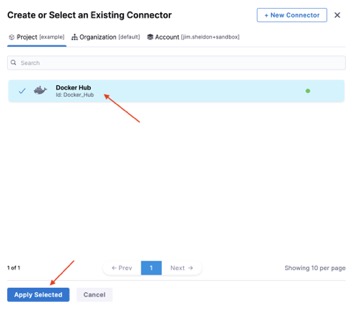 Create or Select an Existing Connector
+ New Connector
Project [example]
Organization [default]
Account [jim.sheldon+sandbox]
Search
Docker Hub
Id: Docker_Hub
1 of 1
← Prev
1
Next →
Showing 10 per page
Apply Selected
Cancel